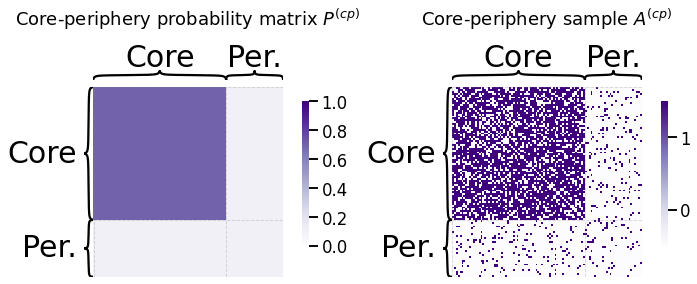 Core-periphery probability matrix P^(cp)
Core Per.
Core
Per.
1.0
0.8
0.6
0.4
0.2
0.0
Core-periphery sample A^(cp)
Core Per.
Core
Per.
1
0